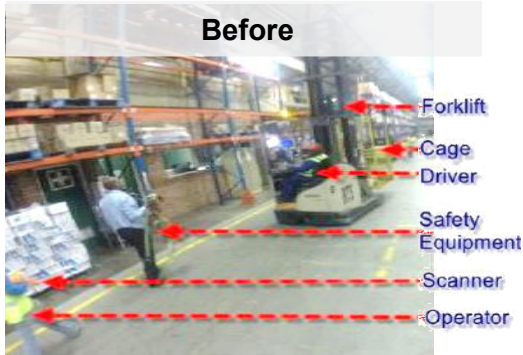 Before
Forklift
Cage
Driver
Safety
Equipment
Scanner
Operator